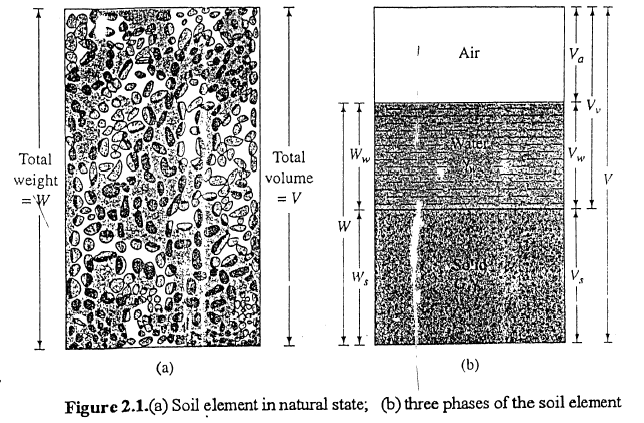 Total
weight
= W
Total
volume
= V
Air
Water
Solid
W
W_w
W_s
V_a
V_w
V_s
V_v
V
(a)
(b)
Figure 2.1.(a) Soil element in natural state; (b) three phases of the soil element